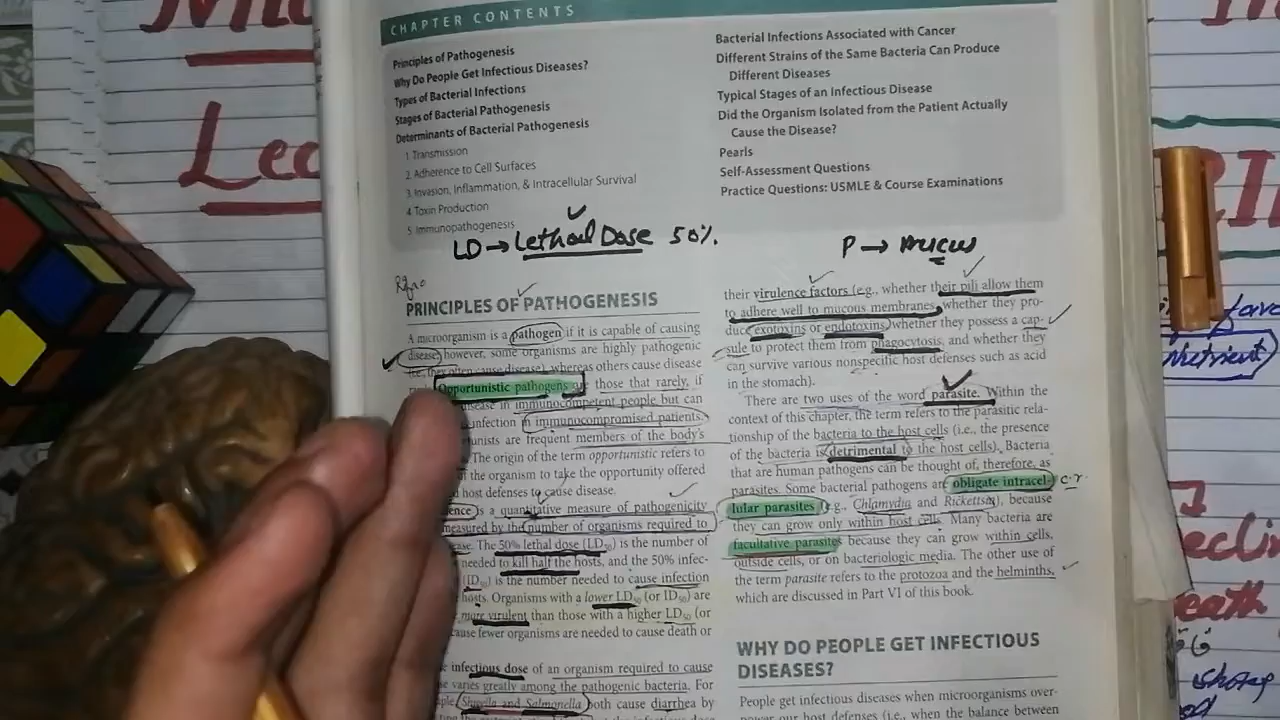 CHAPTER CONTENTS
Principles of Pathogenesis
Why Do People Get Infectious Diseases?
Types of Bacterial Infections
Stages of Bacterial Pathogenesis
Determinants of Bacterial Pathogenesis
1. Transmission
2. Adherence to Cell Surfaces
3. Invasion, Inflammation, & Intracellular Survival
4. Toxin Production
5. Immunopathogenesis
Bacterial Infections Associated with Cancer
Different Strains of the Same Bacteria Can Produce
Different Diseases
Typical Stages of an Infectious Disease
Did the Organism Isolated from the Patient Actually
Cause the Disease?
Pearls
Self-Assessment Questions
Practice Questions: USMLE & Course Examinations
LD → Lethal Dose 50%.
P → mucus
PRINCIPLES OF PATHOGENESIS
A microorganism is a pathogen if it is capable of causing
disease; however, some organisms are highly pathogenic
they often cause disease), whereas others cause disease
Opportunistic pathogens those that rarely, if
disease in immunocompetent people but can
infection in immunocompromised patients.
are frequent members of the body's
The origin of the term opportunistic refers to
the organism to take the opportunity offered
host defenses to cause disease.
is a quantitative measure of pathogenicity
measured by the number of organisms required to
The 50% lethal dose (LD50) is the number of
needed to kill half the hosts, and the 50% infec-
(ID50) is the number needed to cause infection
hosts. Organisms with a lower LD50 (or ID50) are
more virulent than those with a higher LD50 (or
fewer organisms are needed to cause death or
infectious dose of an organism required to cause
varies greatly among the pathogenic bacteria. For
Shigella and Salmonella both cause diarrhea by
their virulence factors (e.g., whether their pili allow them
to adhere well to mucous membranes, whether they pro-
duce exotoxins or endotoxins, whether they possess a cap-
sule to protect them from phagocytosis, and whether they
can survive various nonspecific host defenses such as acid
in the stomach).
There are two uses of the word parasite. Within the
context of this chapter, the term refers to the parasitic rela-
tionship of the bacteria to the host cells (i.e., the presence
of the bacteria is detrimental to the host cells). Bacteria
that are human pathogens can be thought of, therefore, as
parasites. Some bacterial pathogens are obligate intracel-
lular parasites (e.g., Chlamydia and Rickettsia), because
they can grow only within host cells. Many bacteria are
facultative parasites because they can grow within cells,
outside cells, or on bacteriologic media. The other use of
the term parasite refers to the protozoa and the helminths,
which are discussed in Part VI of this book.
WHY DO PEOPLE GET INFECTIOUS
DISEASES?
People get infectious diseases when microorganisms over-
power our host defenses (i.e., when the balance between